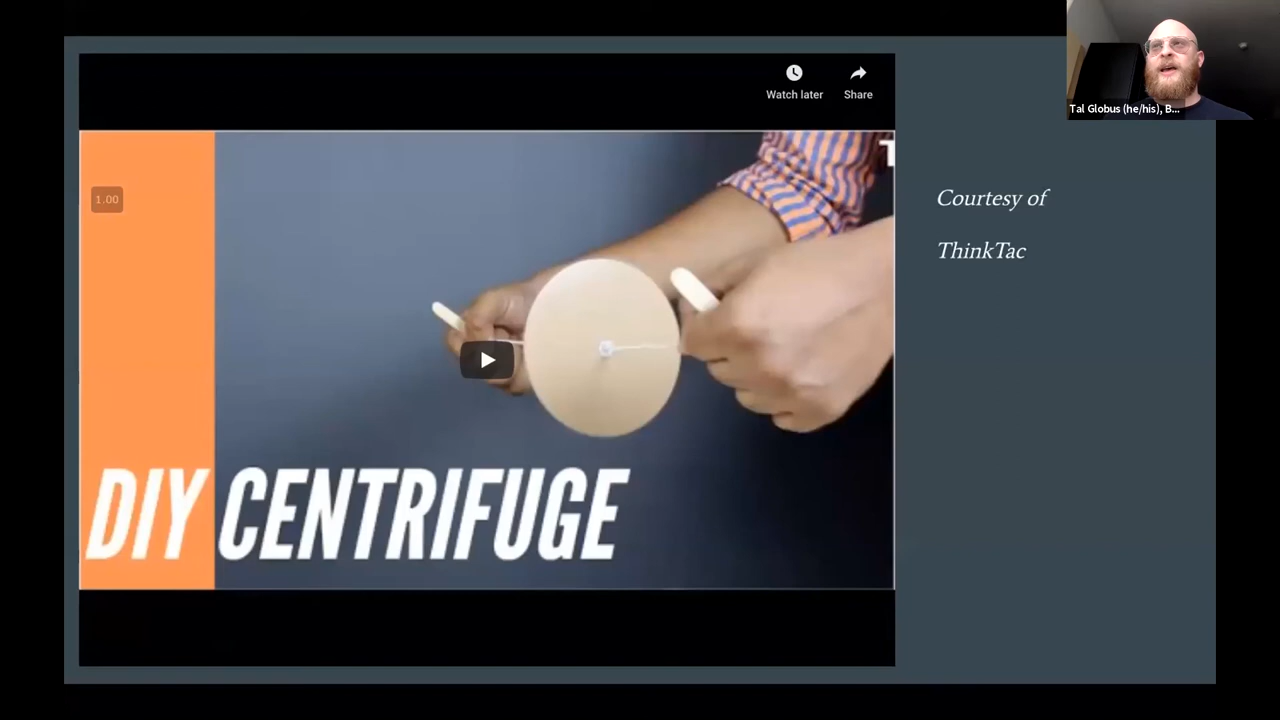 Watch later
Share
Tal Globus (he/his), B...
1.00
Courtesy of
ThinkTac
DIY CENTRIFUGE